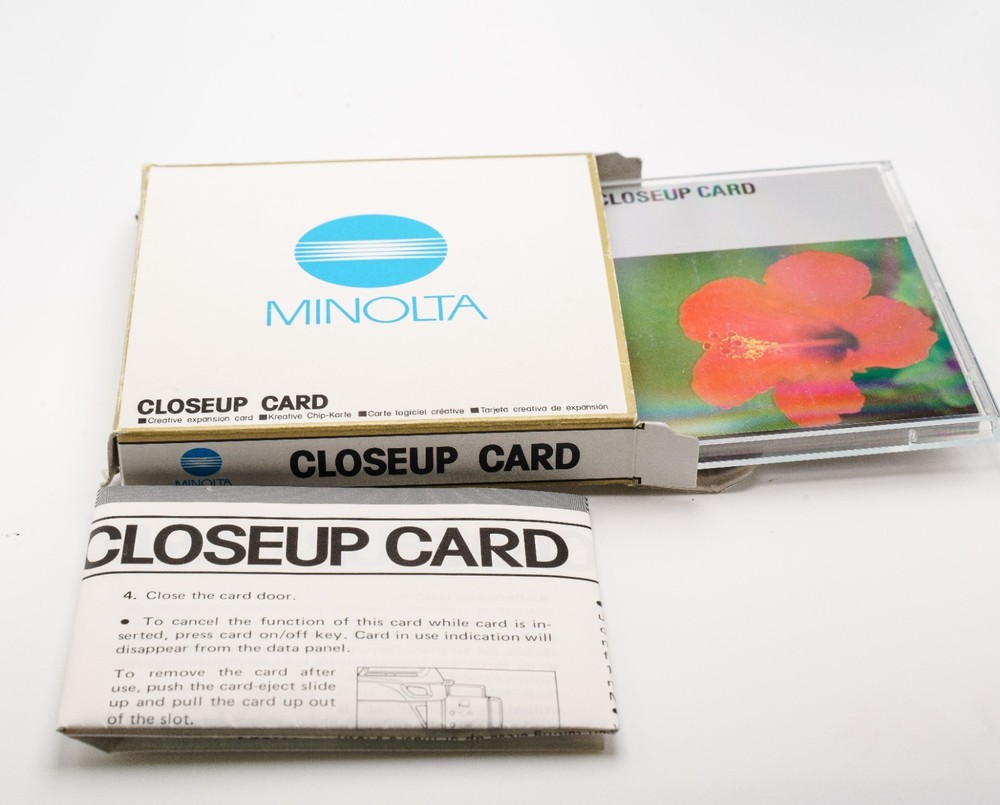 MINOLTA
CLOSEUP CARD
■Creative expansion card ■Kreative Chip-Karte ■Carte logiciel créative ■Tarjeta creativa de expansión
CLOSEUP CARD
MINOLTA
CLOSEUP CARD
CLOSEUP CARD
4. Close the card door.
● To cancel the function of this card while card is in-
serted, press card on/off key. Card in use indication will
disappear from the data panel.
To remove the card after
use, push the card-eject slide
up and pull the card up out
of the slot.